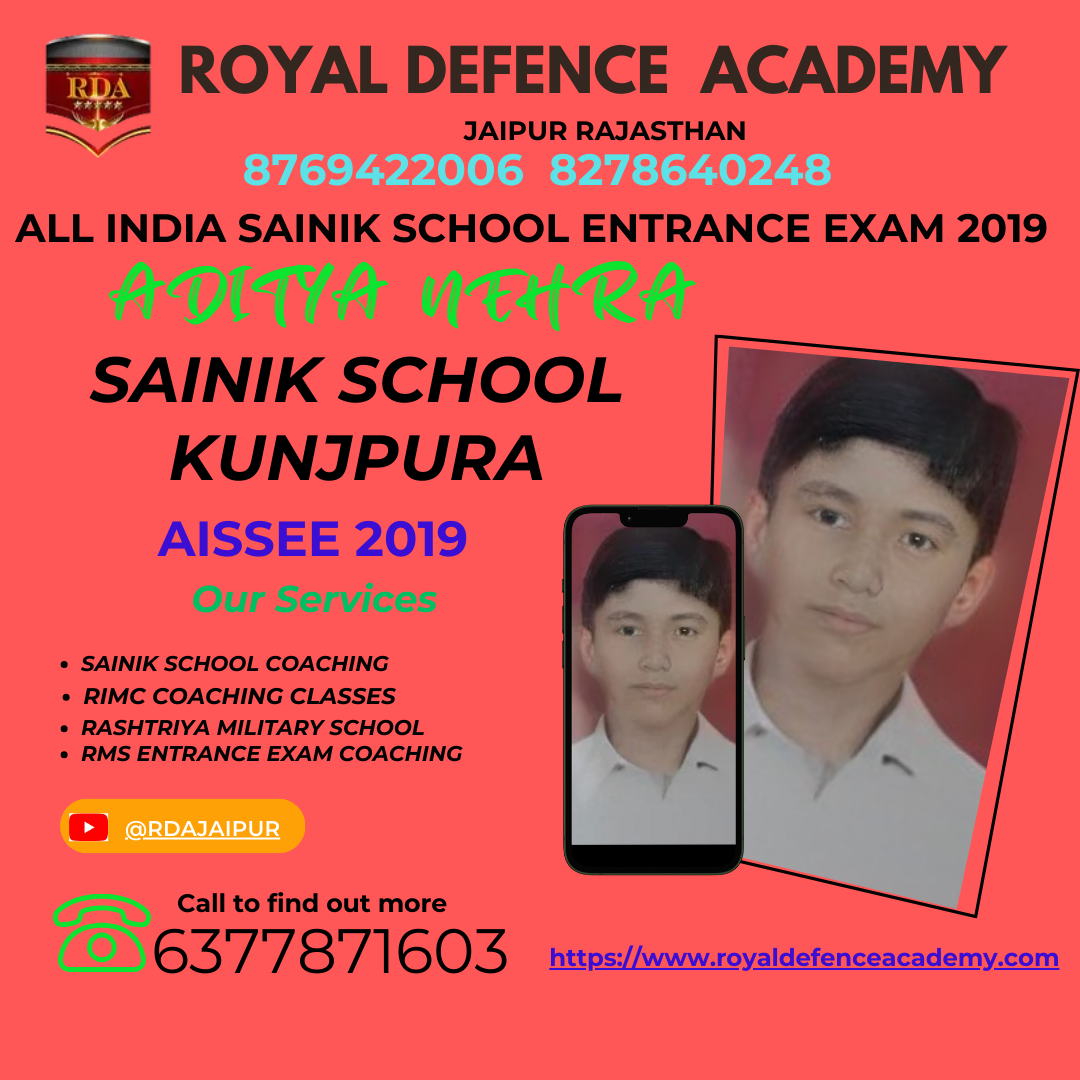 RDA
ROYAL DEFENCE ACADEMY
JAIPUR RAJASTHAN
8769422006 8278640248
ALL INDIA SAINIK SCHOOL ENTRANCE EXAM 2019
ADITYA NEHRA
SAINIK SCHOOL
KUNJPURA
AISSEE 2019
Our Services
• SAINIK SCHOOL COACHING
• RIMC COACHING CLASSES
• RASHTRIYA MILITARY SCHOOL
• RMS ENTRANCE EXAM COACHING
@RDAJAIPUR
Call to find out more
6377871603
https://www.royaldefenceacademy.com